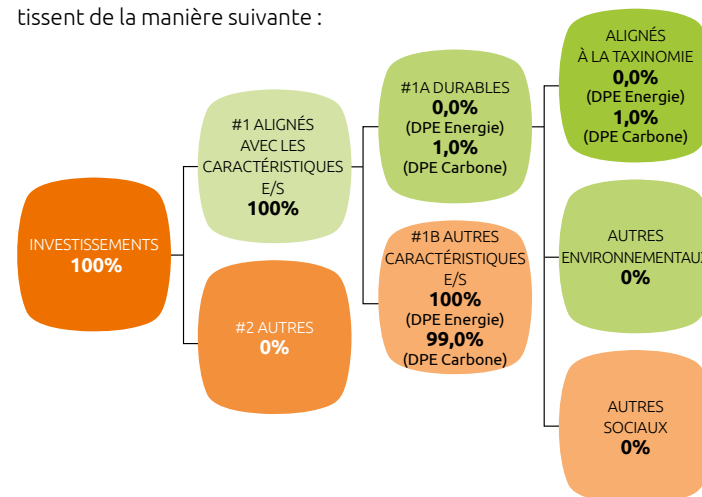 tissent de la manière suivante :
INVESTISSEMENTS
100%
#1 ALIGNÉS
AVEC LES
CARACTÉRISTIQUES
E/S
100%
#2 AUTRES
0%
#1A DURABLES
0,0%
(DPE Energie)
1,0%
(DPE Carbone)
#1B AUTRES
CARACTÉRISTIQUES
E/S
100%
(DPE Energie)
99,0%
(DPE Carbone)
ALIGNÉS
À LA TAXINOMIE
0,0%
(DPE Energie)
1,0%
(DPE Carbone)
AUTRES
ENVIRONNEMENTAUX
0%
AUTRES
SOCIAUX
0%